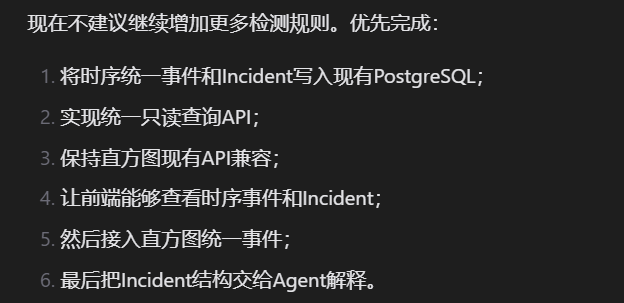 现在不建议继续增加更多检测规则。优先完成：
1. 将时序统一事件和Incident写入现有PostgreSQL；
2. 实现统一只读查询API；
3. 保持直方图现有API兼容；
4. 让前端能够查看时序事件和Incident；
5. 然后接入直方图统一事件；
6. 最后把Incident结构交给Agent解释。